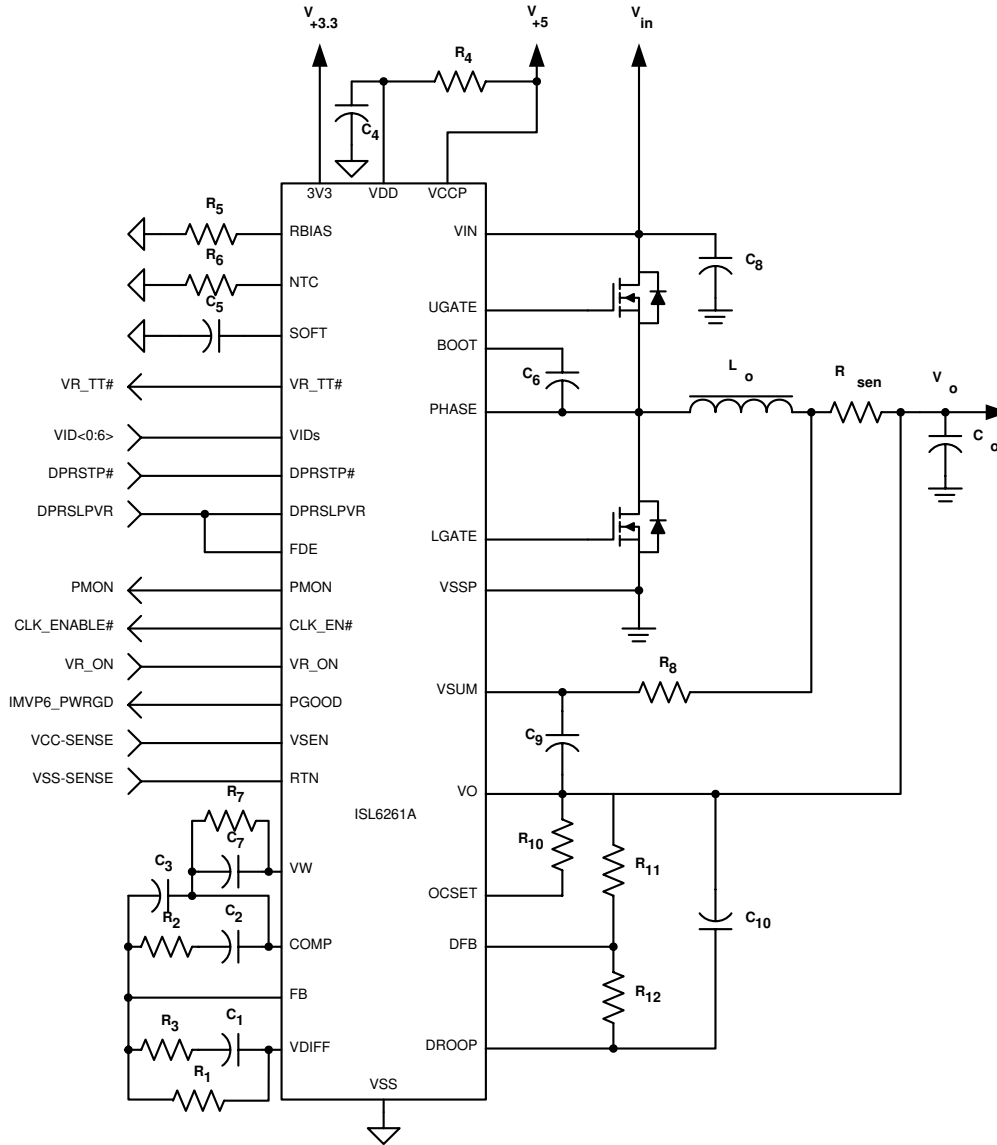 V+3.3
V+5
Vin
R4
C4
3V3
VDD
VCCP
R5
RBIAS
VIN
R6
NTC
C8
C5
UGATE
SOFT
BOOT
C6
Lo
Rsen
Vo
VR_TT#
VR_TT#
PHASE
Co
VID<0:6>
VIDs
DPRSTP#
DPRSTP#
DPRSLPVR
DPRSLPVR
LGATE
FDE
PMON
PMON
VSSP
CLK_ENABLE#
CLK_EN#
VR_ON
VR_ON
R8
VSUM
IMVP6_PWRGD
PGOOD
C9
VCC-SENSE
VSEN
VSS-SENSE
RTN
VO
R7
ISL6261A
C7
R10
C3
VW
R11
OCSET
R2
C2
C10
COMP
DFB
FB
R12
R3
C1
VDIFF
DROOP
R1
VSS